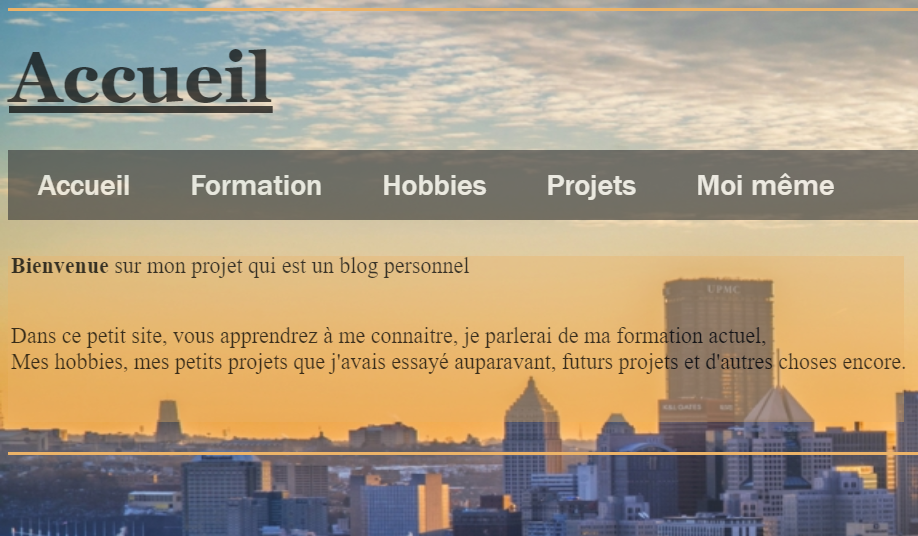 Accueil
Accueil Formation Hobbies Projets Moi même
Bienvenue sur mon projet qui est un blog personnel
UPMC
Dans ce petit site, vous apprendrez à me connaitre, je parlerai de ma formation actuel,
Mes hobbies, mes petits projets que j'avais essayé auparavant, futurs projets et d'autres choses encore.
K&L GATES